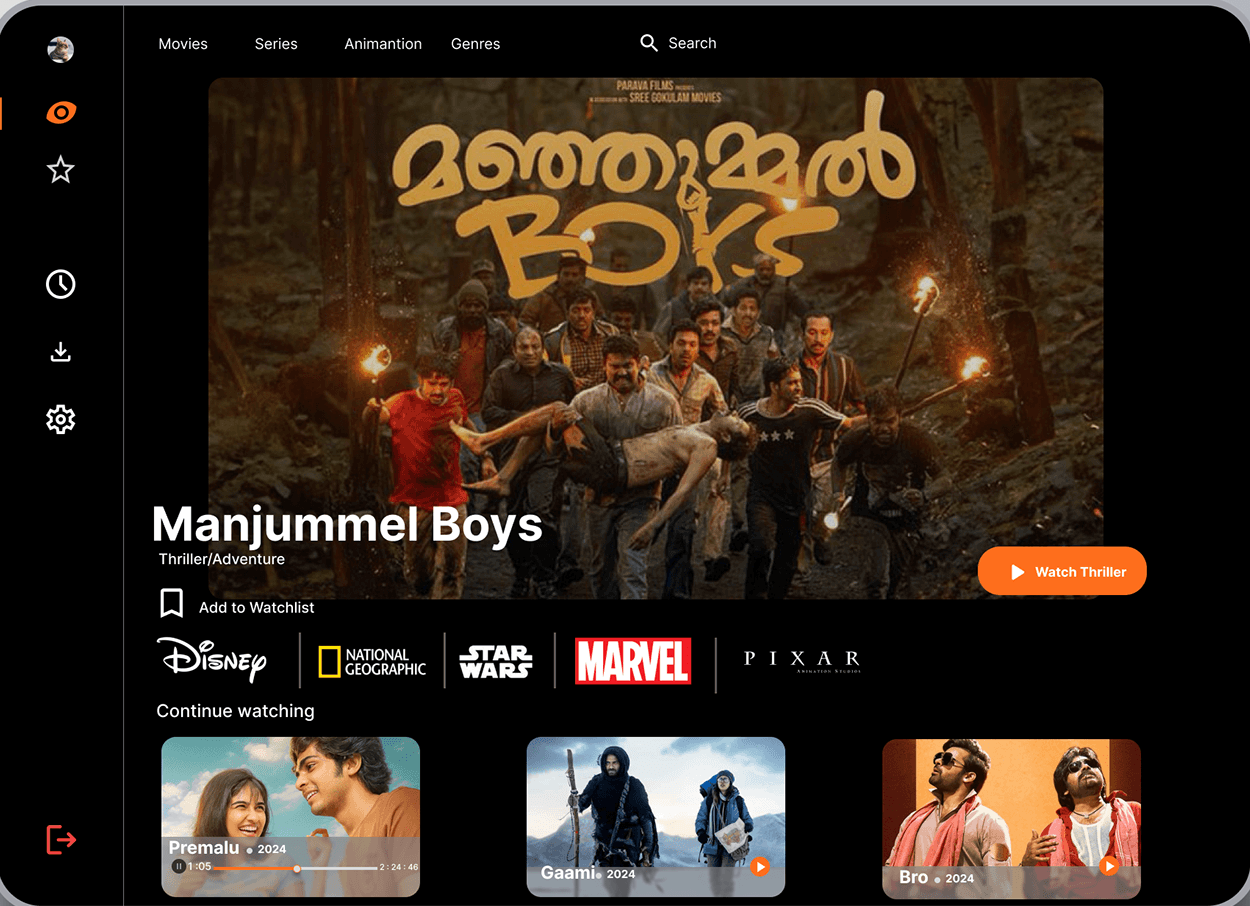 Movies Series Animantion Genres Search
PARAVA FILMS PRESENTS
IN ASSOCIATION WITH SREE GOKULAM MOVIES
മഞ്ഞുമ്മൽ
BOYS
Manjummel Boys
Thriller/Adventure
Watch Thriller
Add to Watchlist
DISNEY
NATIONAL
GEOGRAPHIC
STAR
WARS
MARVEL
PIXAR
ANIMATION STUDIOS
Continue watching
Premalu 2024
1:05 2:24:46
Gaami 2024
Bro 2024